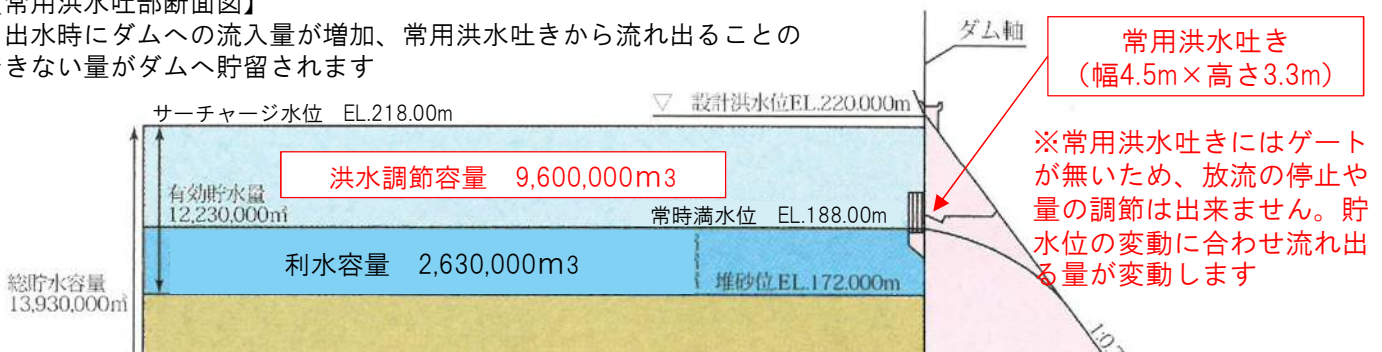 常用洪水吐部断面図】
出水時にダムへの流入量が増加、常用洪水吐きから流れ出ることの
きない量がダムへ貯留されます
ダム軸
常用洪水吐き
（幅4.5m×高さ3.3m）
▽ 設計洪水位EL.220.000m
サーチャージ水位 EL.218.00m
※常用洪水吐きにはゲート
が無いため、放流の停止や
量の調節は出来ません。貯
水位の変動に合わせ流れ出
る量が変動します
洪水調節容量 9,600,000m3
有効貯水量
12,230,000㎥
常時満水位 EL.188.00m
利水容量 2,630,000m3
堆砂位EL.172.000m
総貯水容量
13,930,000㎥